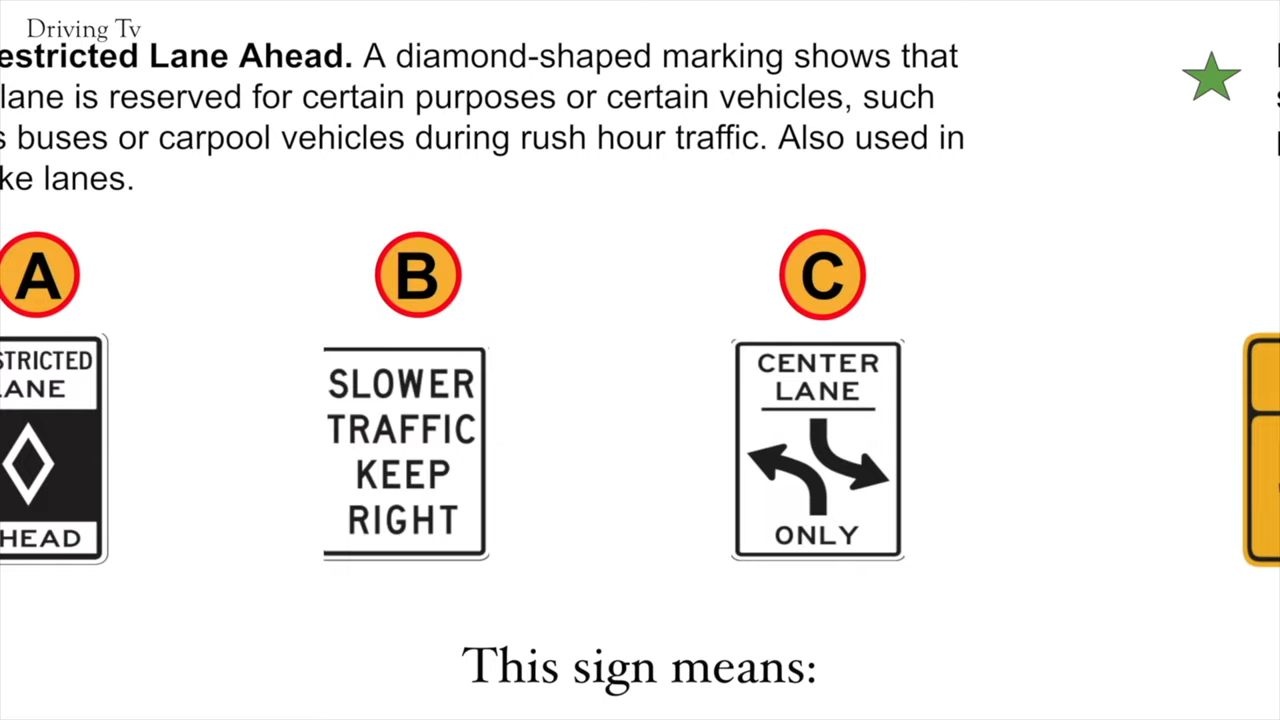 Driving Tv
estricted Lane Ahead. A diamond-shaped marking shows that
lane is reserved for certain purposes or certain vehicles, such
s buses or carpool vehicles during rush hour traffic. Also used in
ke lanes.
A
B
C
STRICTED
ANE
HEAD
SLOWER
TRAFFIC
KEEP
RIGHT
CENTER
LANE
ONLY
This sign means: